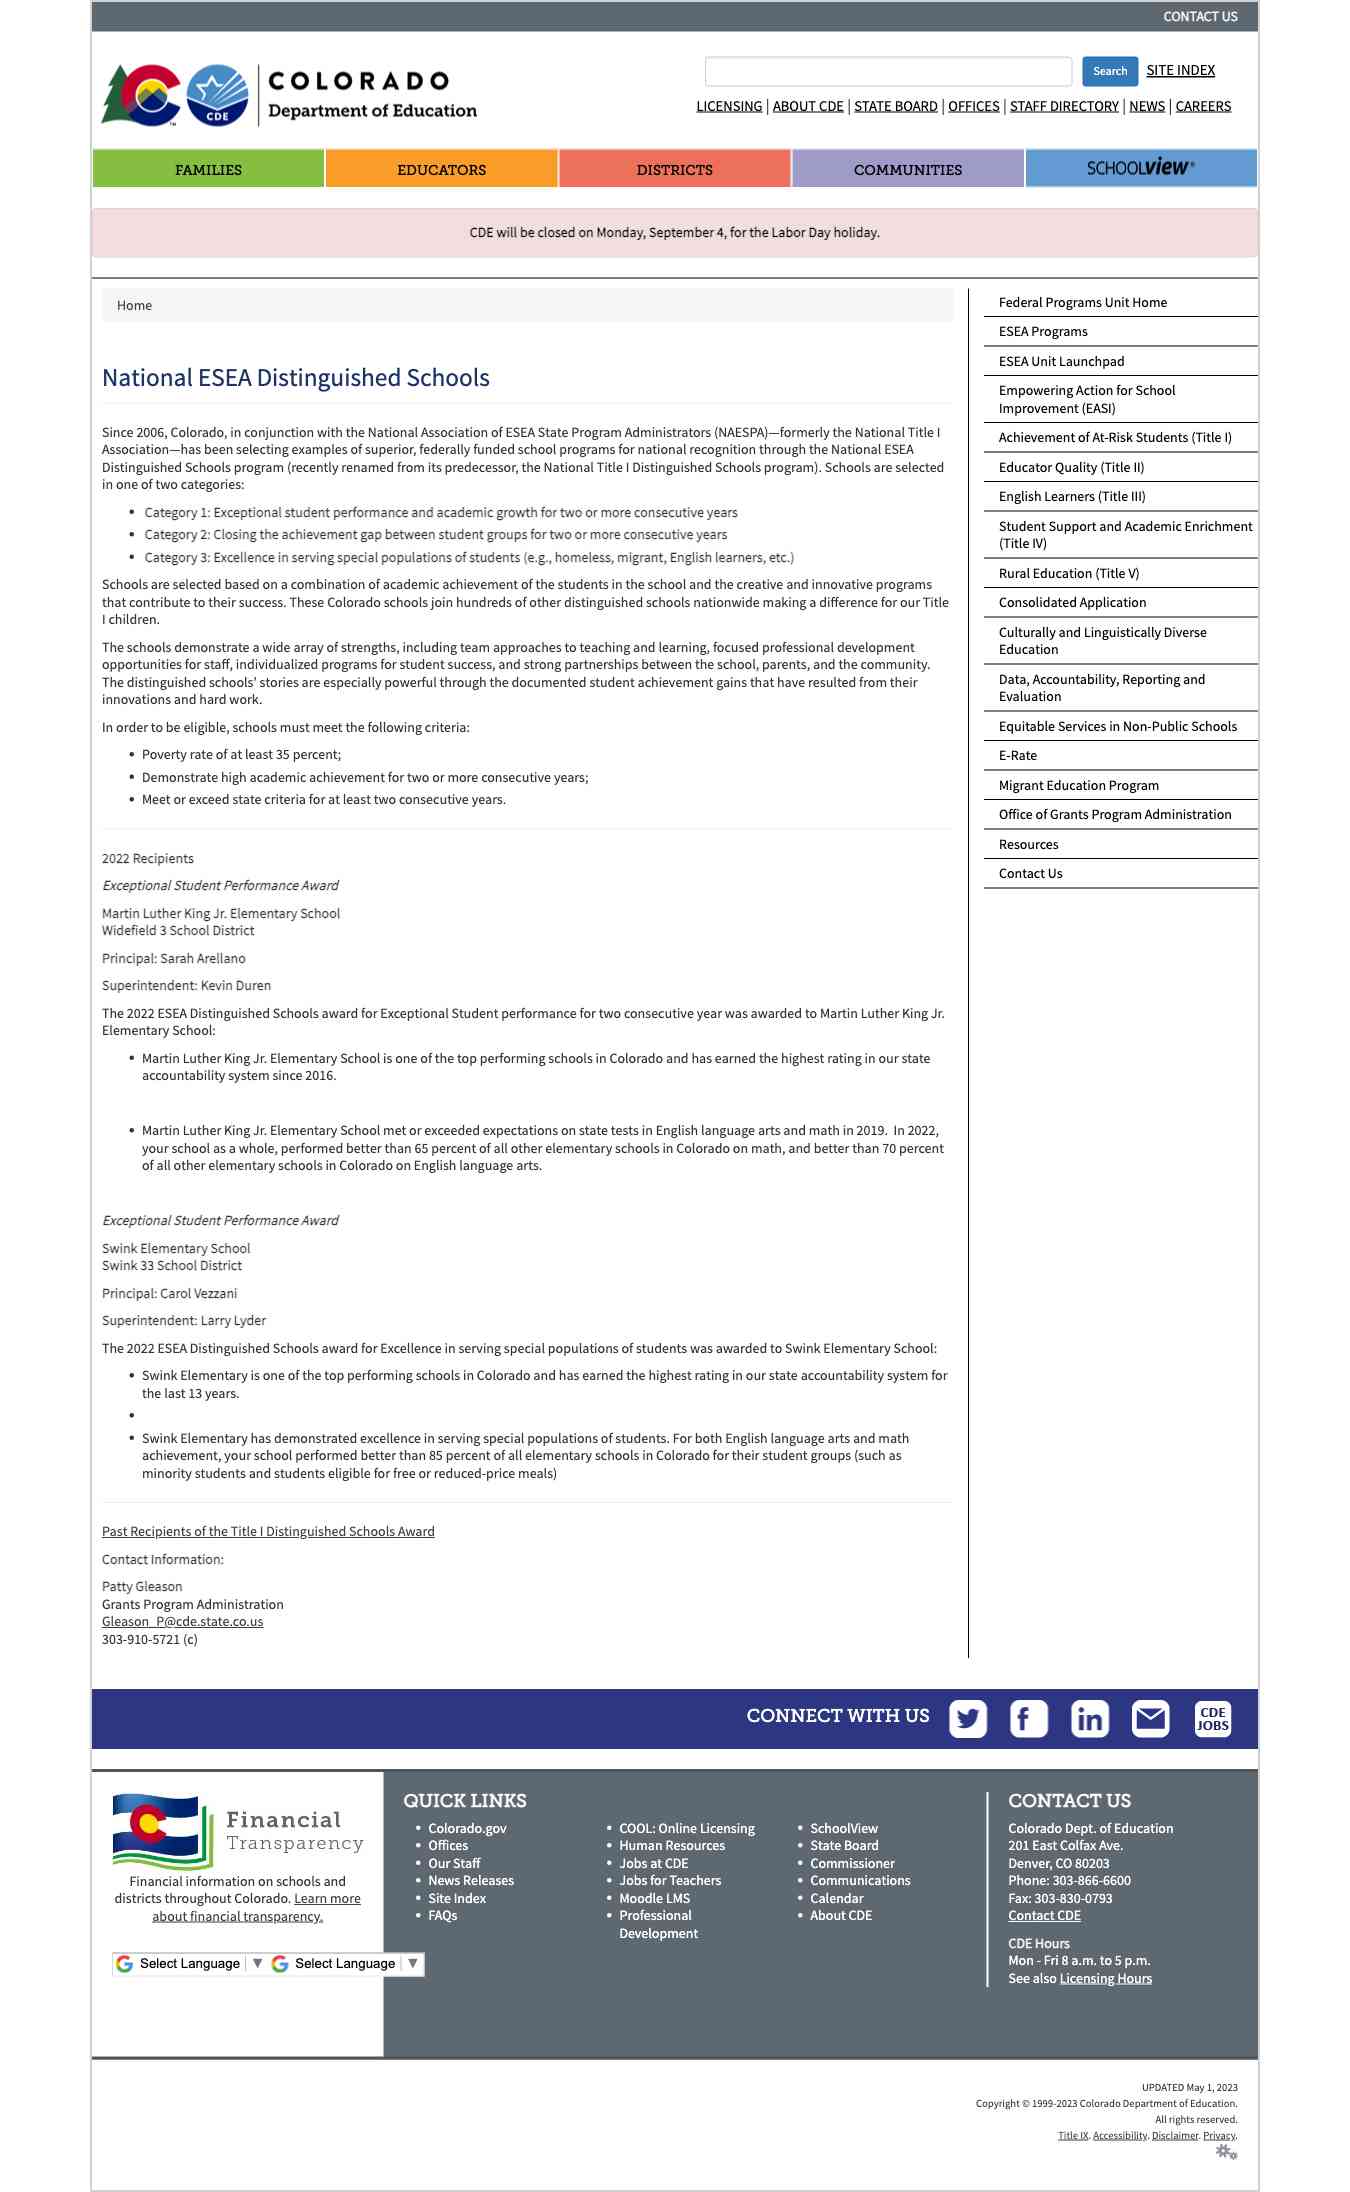 CONTACT US
COLORADO
Department of Education
CDE
TM
Search
SITE INDEX
LICENSING | ABOUT CDE | STATE BOARD | OFFICES | STAFF DIRECTORY | NEWS | CAREERS
FAMILIES
EDUCATORS
DISTRICTS
COMMUNITIES
SCHOOLview®
CDE will be closed on Monday, September 4, for the Labor Day holiday.
Home
National ESEA Distinguished Schools
Since 2006, Colorado, in conjunction with the National Association of ESEA State Program Administrators (NAESPA)—formerly the National Title I
Association—has been selecting examples of superior, federally funded school programs for national recognition through the National ESEA
Distinguished Schools program (recently renamed from its predecessor, the National Title I Distinguished Schools program). Schools are selected
in one of two categories:
• Category 1: Exceptional student performance and academic growth for two or more consecutive years
• Category 2: Closing the achievement gap between student groups for two or more consecutive years
• Category 3: Excellence in serving special populations of students (e.g., homeless, migrant, English learners, etc.)
Schools are selected based on a combination of academic achievement of the students in the school and the creative and innovative programs
that contribute to their success. These Colorado schools join hundreds of other distinguished schools nationwide making a difference for our Title
I children.
The schools demonstrate a wide array of strengths, including team approaches to teaching and learning, focused professional development
opportunities for staff, individualized programs for student success, and strong partnerships between the school, parents, and the community.
The distinguished schools' stories are especially powerful through the documented student achievement gains that have resulted from their
innovations and hard work.
In order to be eligible, schools must meet the following criteria:
• Poverty rate of at least 35 percent;
• Demonstrate high academic achievement for two or more consecutive years;
• Meet or exceed state criteria for at least two consecutive years.
2022 Recipients
Exceptional Student Performance Award
Martin Luther King Jr. Elementary School
Widefield 3 School District
Principal: Sarah Arellano
Superintendent: Kevin Duren
The 2022 ESEA Distinguished Schools award for Exceptional Student performance for two consecutive year was awarded to Martin Luther King Jr.
Elementary School:
• Martin Luther King Jr. Elementary School is one of the top performing schools in Colorado and has earned the highest rating in our state
accountability system since 2016.
• Martin Luther King Jr. Elementary School met or exceeded expectations on state tests in English language arts and math in 2019. In 2022,
your school as a whole, performed better than 65 percent of all other elementary schools in Colorado on math, and better than 70 percent
of all other elementary schools in Colorado on English language arts.
Exceptional Student Performance Award
Swink Elementary School
Swink 33 School District
Principal: Carol Vezzani
Superintendent: Larry Lyder
The 2022 ESEA Distinguished Schools award for Excellence in serving special populations of students was awarded to Swink Elementary School:
• Swink Elementary is one of the top performing schools in Colorado and has earned the highest rating in our state accountability system for
the last 13 years.
•
• Swink Elementary has demonstrated excellence in serving special populations of students. For both English language arts and math
achievement, your school performed better than 85 percent of all elementary schools in Colorado for their student groups (such as
minority students and students eligible for free or reduced-price meals)
Past Recipients of the Title I Distinguished Schools Award
Contact Information:
Patty Gleason
Grants Program Administration
Gleason_P@cde.state.co.us
303-910-5721 (c)
Federal Programs Unit Home
ESEA Programs
ESEA Unit Launchpad
Empowering Action for School
Improvement (EASI)
Achievement of At-Risk Students (Title I)
Educator Quality (Title II)
English Learners (Title III)
Student Support and Academic Enrichment
(Title IV)
Rural Education (Title V)
Consolidated Application
Culturally and Linguistically Diverse
Education
Data, Accountability, Reporting and
Evaluation
Equitable Services in Non-Public Schools
E-Rate
Migrant Education Program
Office of Grants Program Administration
Resources
Contact Us
CONNECT WITH US
CDE
JOBS
Financial
Transparency
Financial information on schools and
districts throughout Colorado. Learn more
about financial transparency.
Select Language ▼
Select Language ▼
QUICK LINKS
• Colorado.gov
• Offices
• Our Staff
• News Releases
• Site Index
• FAQs
• COOL: Online Licensing
• Human Resources
• Jobs at CDE
• Jobs for Teachers
• Moodle LMS
• Professional
Development
• SchoolView
• State Board
• Commissioner
• Communications
• Calendar
• About CDE
CONTACT US
Colorado Dept. of Education
201 East Colfax Ave.
Denver, CO 80203
Phone: 303-866-6600
Fax: 303-830-0793
Contact CDE
CDE Hours
Mon - Fri 8 a.m. to 5 p.m.
See also Licensing Hours
UPDATED May 1, 2023
Copyright © 1999-2023 Colorado Department of Education.
All rights reserved.
Title IX. Accessibility. Disclaimer. Privacy.